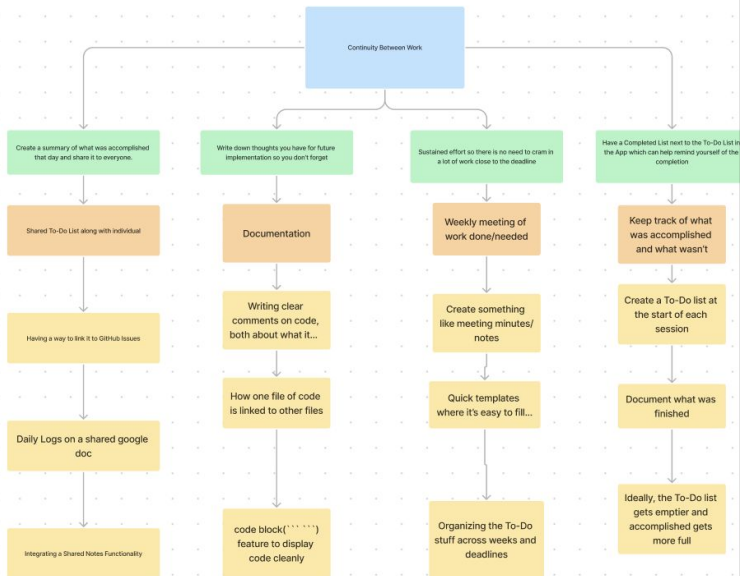 Continuity Between Work
Create a summary of what was accomplished
that day and share it to everyone.
Write down thoughts you have for future
implementation so you don't forget
Sustained effort so there is no need to cram in
a lot of work close to the deadline
Have a Completed List next to the To-Do List in
the App which can help remind yourself of the
completion
Shared To-Do List along with individual
Documentation
Weekly meeting of
work done/needed
Keep track of what
was accomplished
and what wasn't
Having a way to link it to GitHub Issues
Writing clear
comments on code,
both about what it...
Create something
like meeting minutes/
notes
Create a To-Do list at
the start of each
session
Daily Logs on a shared google
doc
How one file of code
is linked to other files
Quick templates
where it's easy to fill...
Document what was
finished
Integrating a Shared Notes Functionality
code block(``` ```)
feature to display
code cleanly
Organizing the To-Do
stuff across weeks and
deadlines
Ideally, the To-Do list
gets emptier and
accomplished gets
more full